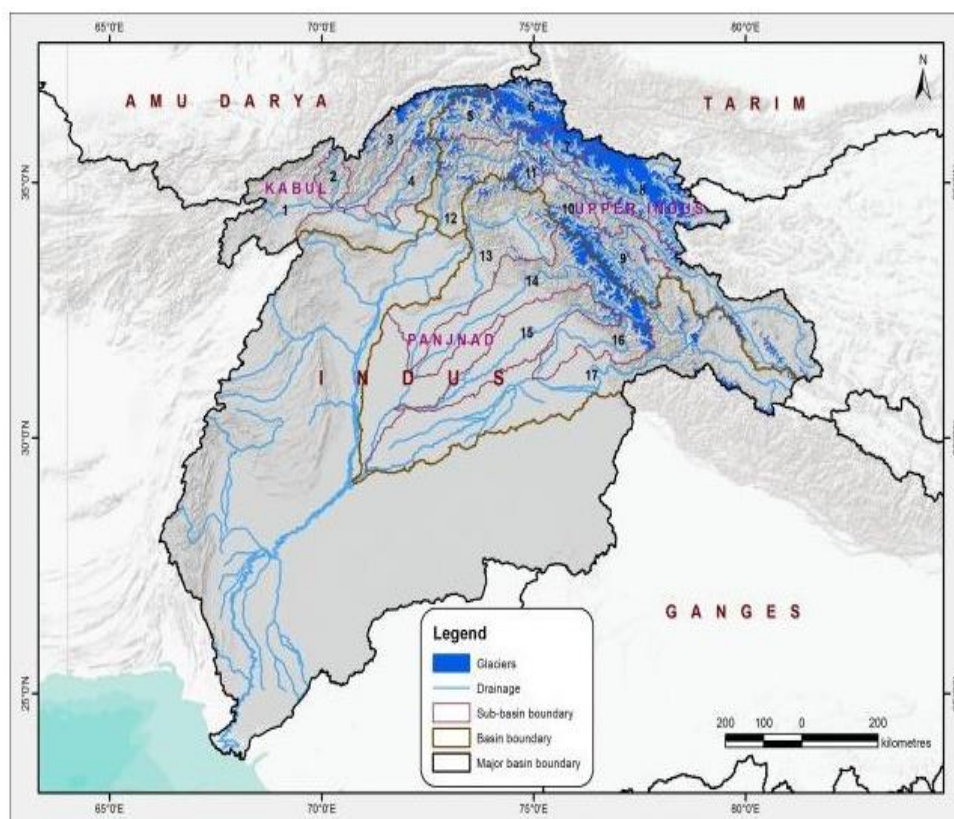 65°0'E 70°0'E 75°0'E 80°0'E
N
AMU DARYA
TARIM
6
5
3
7
35°0'N
2
11
KABUL
4
8
1
10
UPPER INDUS
12
13
9
14
15
PANJNAD
16
INDUS
17
30°0'N
GANGES
Legend
Glaciers
Drainage
Sub-basin boundary
Basin boundary
Major basin boundary
25°0'N
200 100 0 200
kilometres
65°0'E 70°0'E 75°0'E 80°0'E